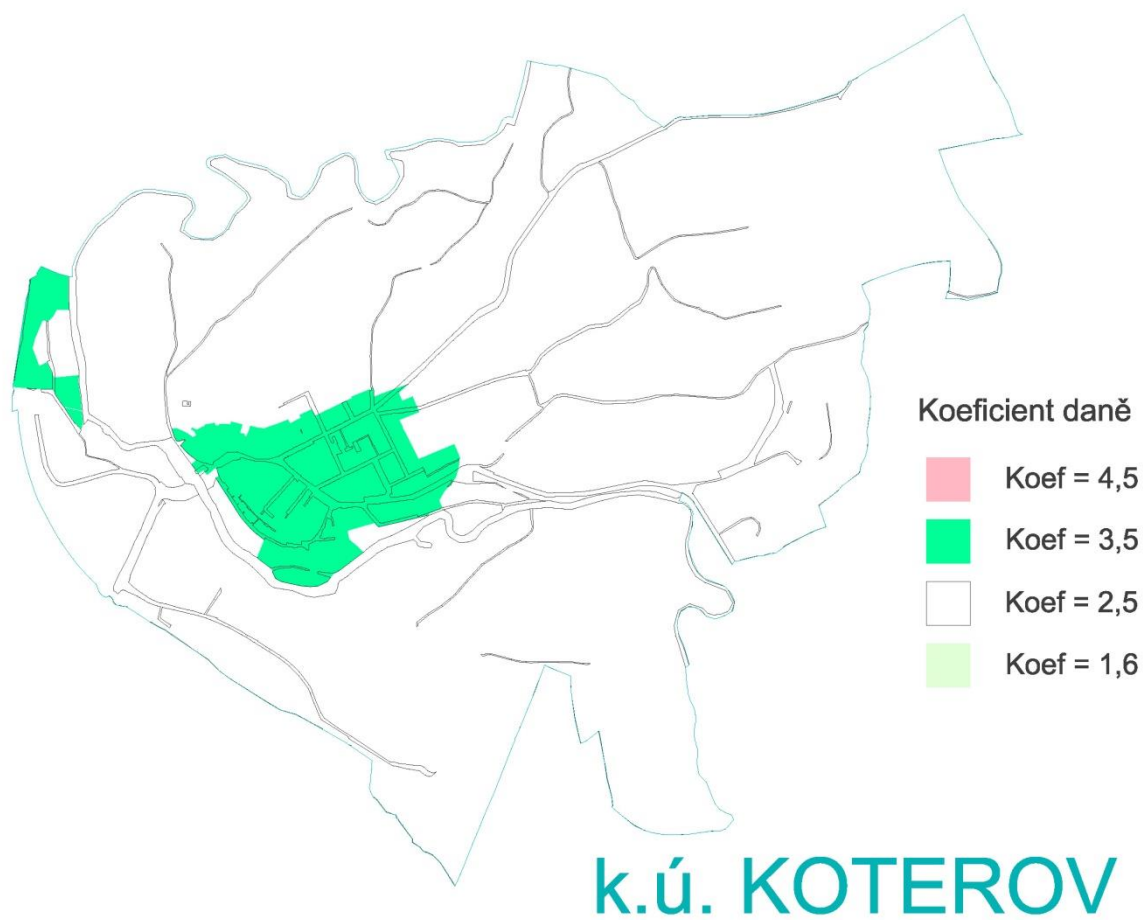 Koeficient daně
Koef = 4,5
Koef = 3,5
Koef = 2,5
Koef = 1,6
k.ú. KOTEROV